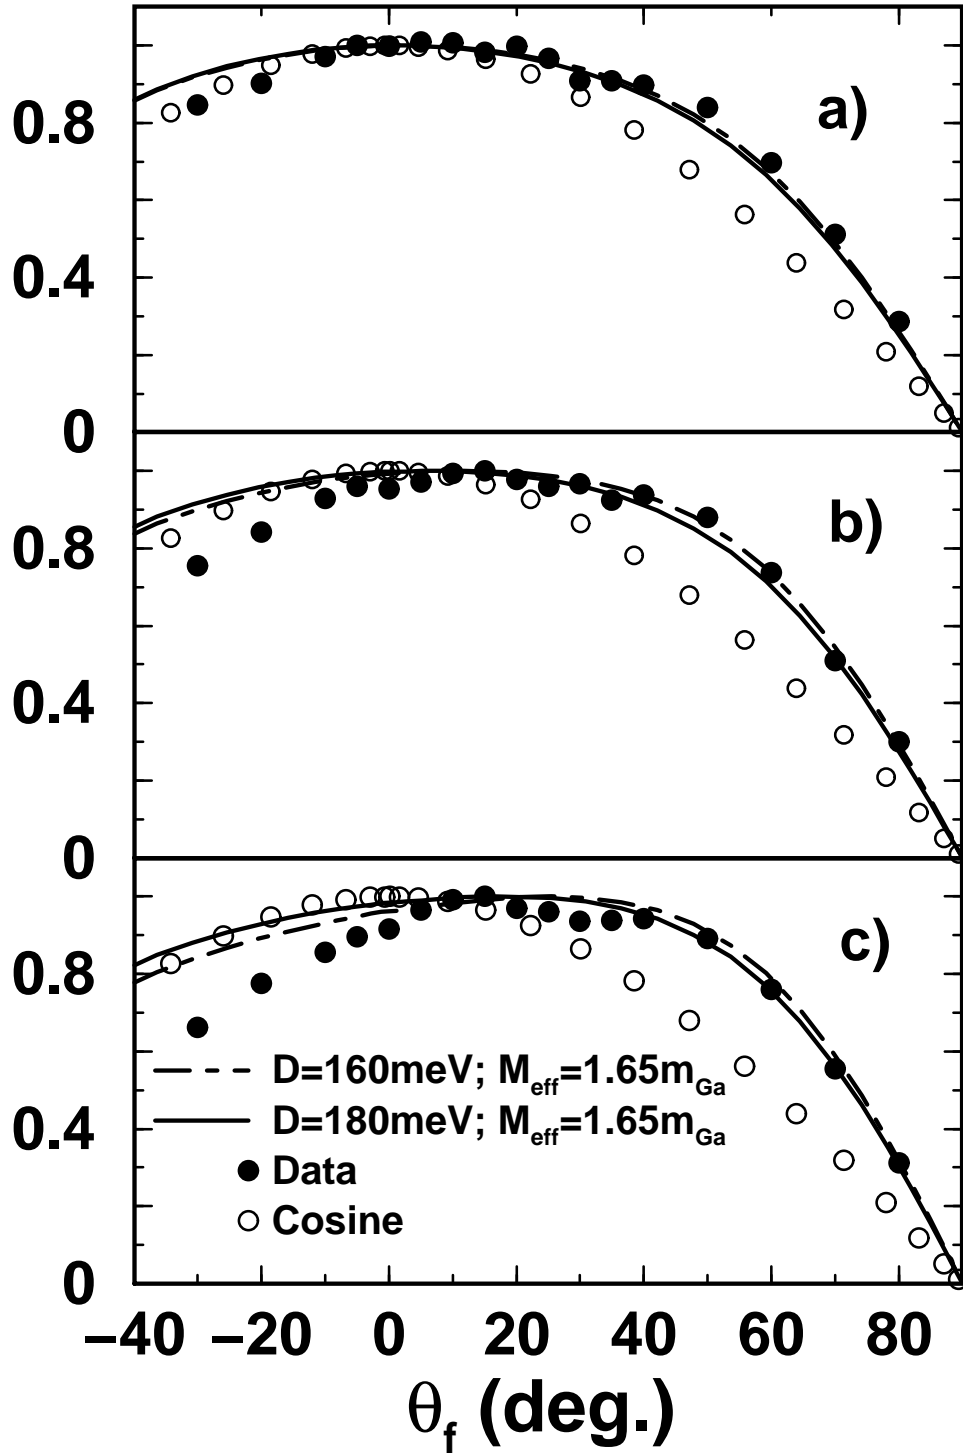 a)
0.8
0.4
0
b)
0.8
0.4
0
c)
0.8
D=160meV; M_eff=1.65m_Ga
D=180meV; M_eff=1.65m_Ga
0.4
Data
Cosine
0
−40 −20 0 20 40 60 80
θ_f (deg.)